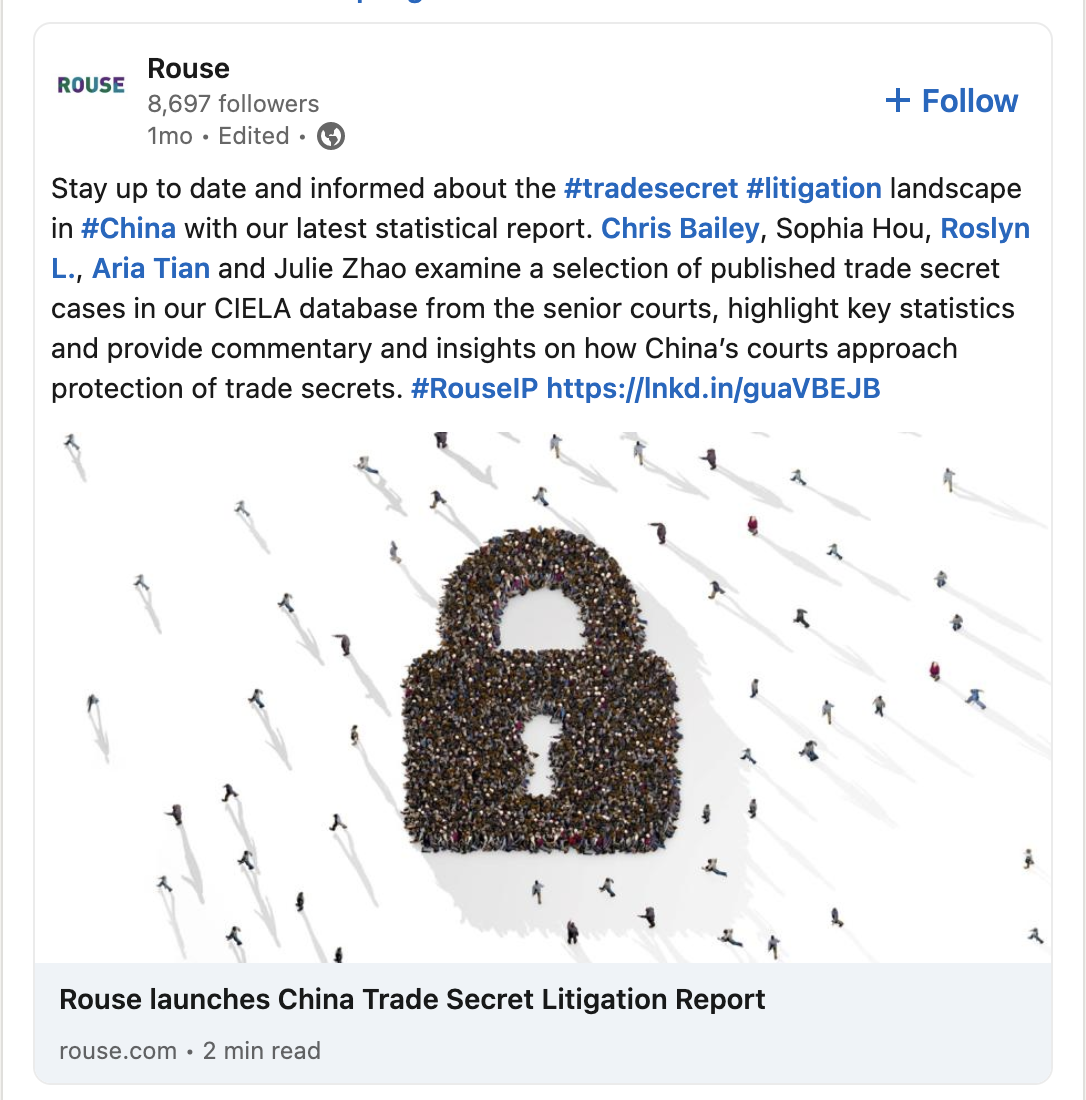 ROUSE
Rouse
8,697 followers
1mo • Edited •
+ Follow
Stay up to date and informed about the #tradesecret #litigation landscape
in #China with our latest statistical report. Chris Bailey, Sophia Hou, Roslyn
L., Aria Tian and Julie Zhao examine a selection of published trade secret
cases in our CIELA database from the senior courts, highlight key statistics
and provide commentary and insights on how China’s courts approach
protection of trade secrets. #RouseIP https://lnkd.in/guaVBEJB
Rouse launches China Trade Secret Litigation Report
rouse.com • 2 min read